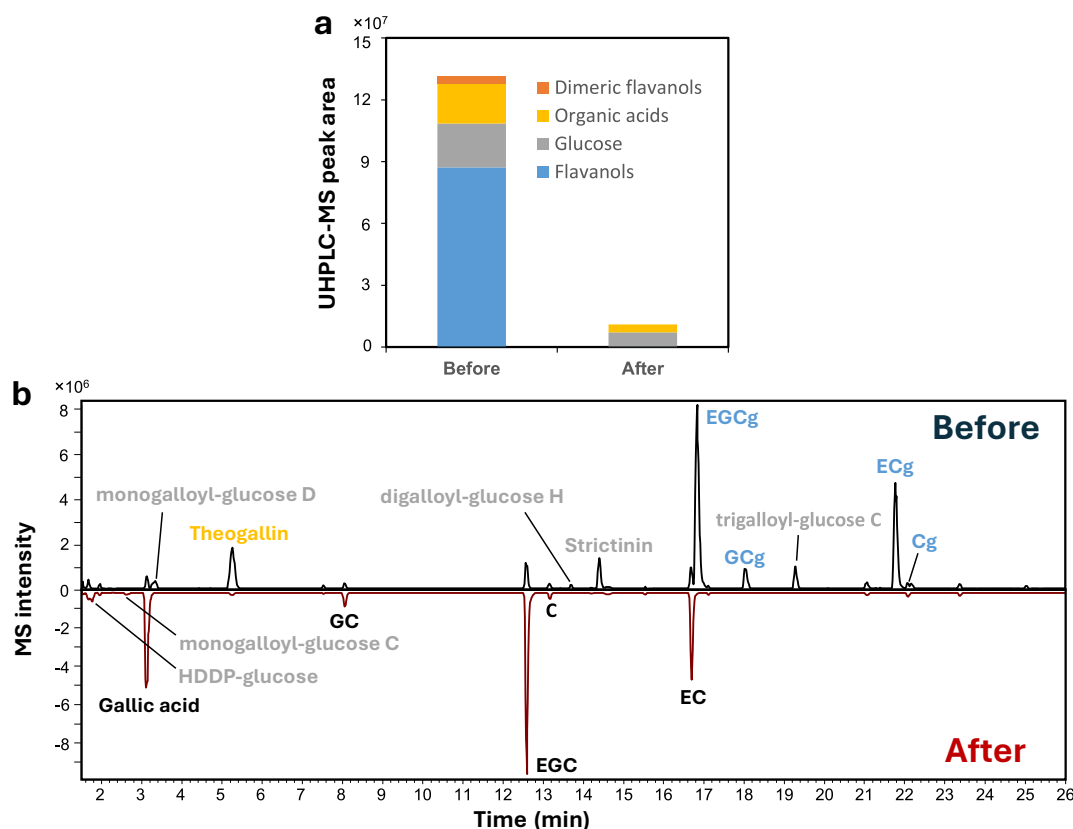 a
×10⁷
15
12
9
6
3
0
UHPLC-MS peak area
Dimeric flavanols
Organic acids
Glucose
Flavanols
Before
After
b
×10⁶
8
6
4
2
0
-2
-4
-6
-8
MS intensity
Before
EGCg
ECg
monogalloyl-glucose D
digalloyl-glucose H
trigalloyl-glucose C
Theogallin
Strictinin
GCg
Cg
GC
C
monogalloyl-glucose C
HDDP-glucose
Gallic acid
EC
EGC
After
2 3 4 5 6 7 8 9 10 11 12 13 14 15 16 17 18 19 20 21 22 23 24 25 26
Time (min)